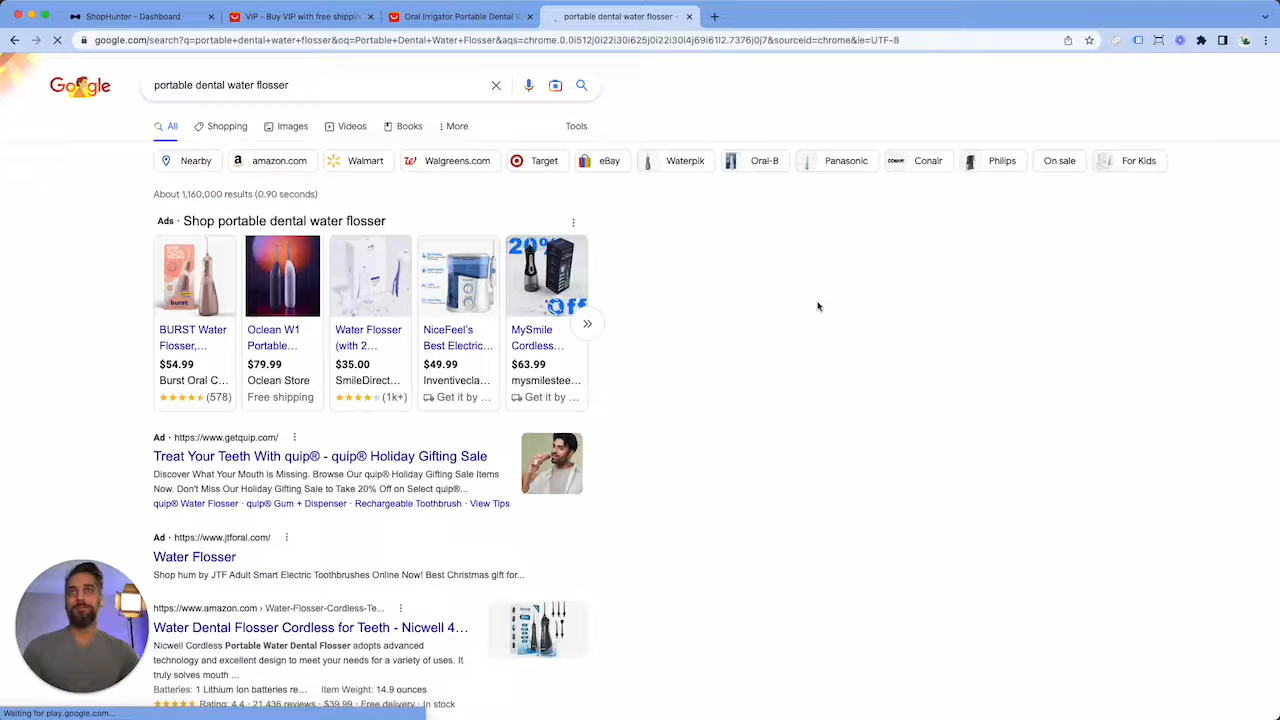 ShopHunter - Dashboard
VIP - Buy VIP with free shippin
Oral Irrigator Portable Dental W
portable dental water flosser -
google.com/search?q=portable+dental+water+flosser&oq=Portable+Dental+Water+Flosser&aqs=chrome.0.0i512j0i22i30i625j0i22i30l4j69i61l2.7376j0j7&sourceid=chrome&ie=UTF-8
Google
portable dental water flosser
All
Shopping
Images
Videos
Books
More
Tools
Nearby
amazon.com
Walmart
Walgreens.com
Target
eBay
Waterpik
Oral-B
Panasonic
CONAIR Conair
Philips
On sale
For Kids
About 1,160,000 results (0.90 seconds)
Ads · Shop portable dental water flosser
burst
20%
Off
BURST Water
Flosser,...
$54.99
Burst Oral C...
(578)
Oclean W1
Portable...
$79.99
Oclean Store
Free shipping
Water Flosser
(with 2...
$35.00
SmileDirect...
(1k+)
NiceFeel's
Best Electric...
$49.99
Inventivecla...
Get it by ...
MySmile
Cordless...
$63.99
mysmilestee...
Get it by ...
Ad · https://www.getquip.com/
Treat Your Teeth With quip® - quip® Holiday Gifting Sale
Discover What Your Mouth is Missing. Browse Our quip® Holiday Gifting Sale Items
Now. Don't Miss Our Holiday Gifting Sale to Take 20% Off on Select quip®...
quip® Water Flosser · quip® Gum + Dispenser · Rechargeable Toothbrush · View Tips
Ad · https://www.jtforal.com/
Water Flosser
Shop hum by JTF Adult Smart Electric Toothbrushes Online Now! Best Christmas gift for...
https://www.amazon.com › Water-Flosser-Cordless-Te...
Water Dental Flosser Cordless for Teeth - Nicwell 4...
Nicwell Cordless Portable Water Dental Flosser adopts advanced
technology and excellent design to meet your needs for a variety of uses. It
truly solves mouth ...
Batteries: 1 Lithium Ion batteries re... Item Weight: 14.9 ounces
Rating: 4.4 · 21,436 reviews · $39.99 · Free delivery · In stock
Waiting for play.google.com...